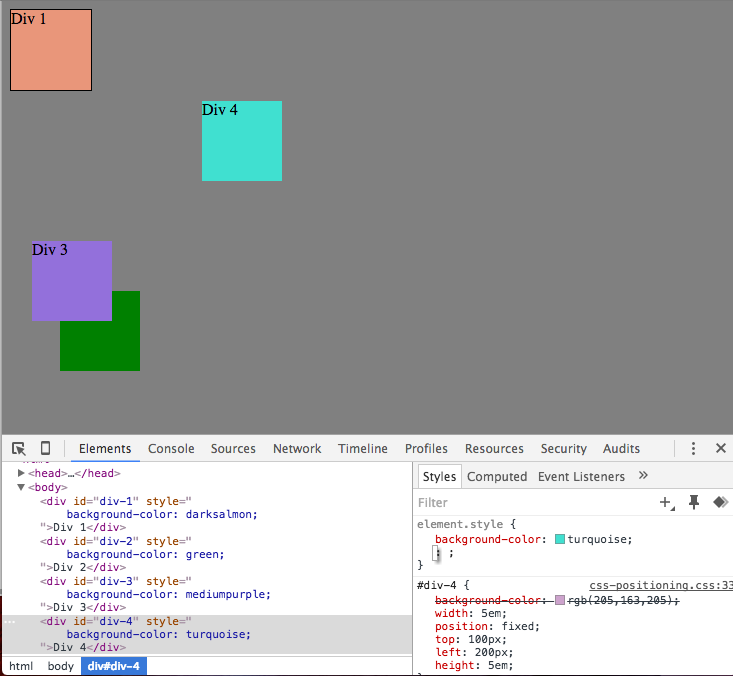 Div 1
Div 4
Div 3
Elements Console Sources Network Timeline Profiles Resources Security Audits
<head>…</head>
<body>
<div id="div-1" style="
background-color: darksalmon;
">Div 1</div>
<div id="div-2" style="
background-color: green;
">Div 2</div>
<div id="div-3" style="
background-color: mediumpurple;
">Div 3</div>
<div id="div-4" style="
background-color: turquoise;
">Div 4</div>
html body div#div-4
Styles Computed Event Listeners »
Filter
element.style {
background-color: turquoise;
: ;
}
#div-4 { css-positioning.css:33
background-color: rgb(205,163,205);
width: 5em;
position: fixed;
top: 100px;
left: 200px;
height: 5em;